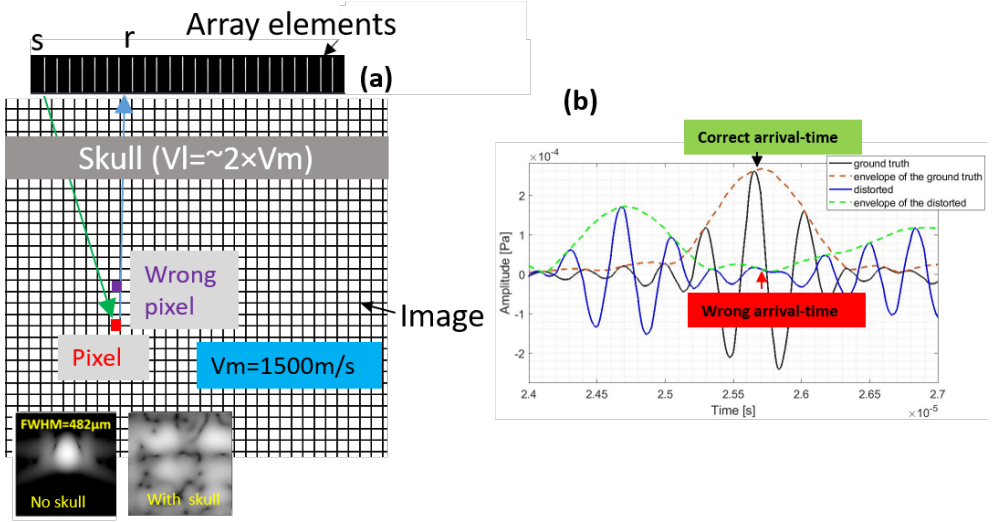 Array elements
s
r
(a)
Skull (Vl=~2×Vm)
Wrong
pixel
Pixel
Image
Vm=1500m/s
FWHM=482μm
No skull
With skull
(b)
Correct arrival-time
×10⁻⁴
ground truth
envelope of the ground truth
distorted
envelope of the distorted
2
1
0
-1
-2
Amplitude [Pa]
Wrong arrival-time
2.4
2.45
2.5
2.55
2.6
2.65
2.7
Time [s]
×10⁻⁵